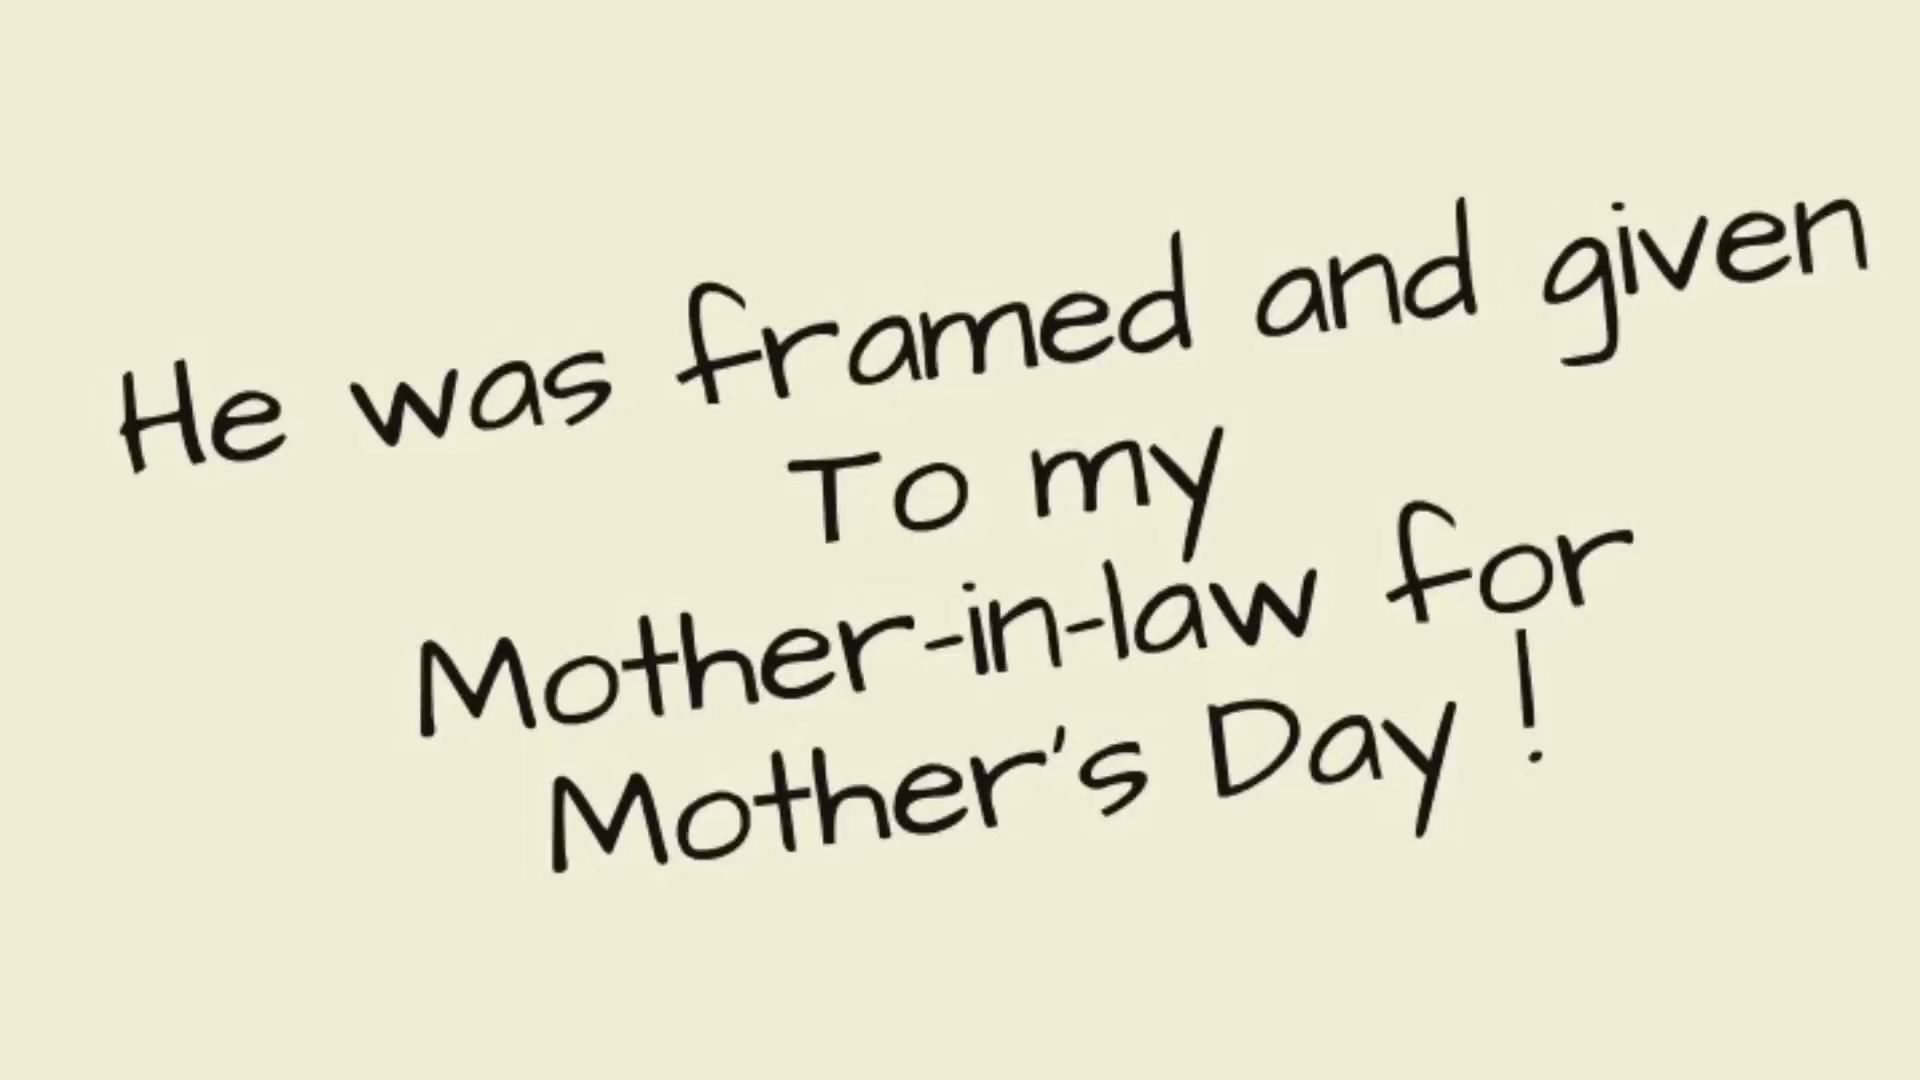 He was framed and given
To my
Mother-in-law for
Mother's Day !